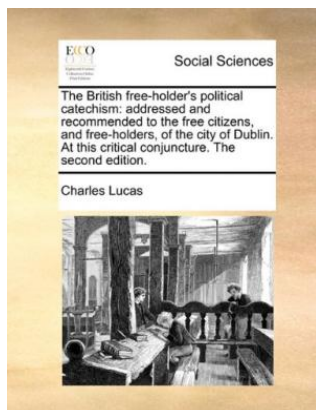 ECCO
Social Sciences
The British free-holder's political
catechism: addressed and
recommended to the free citizens,
and free-holders, of the city of Dublin.
At this critical conjuncture. The
second edition.
Charles Lucas